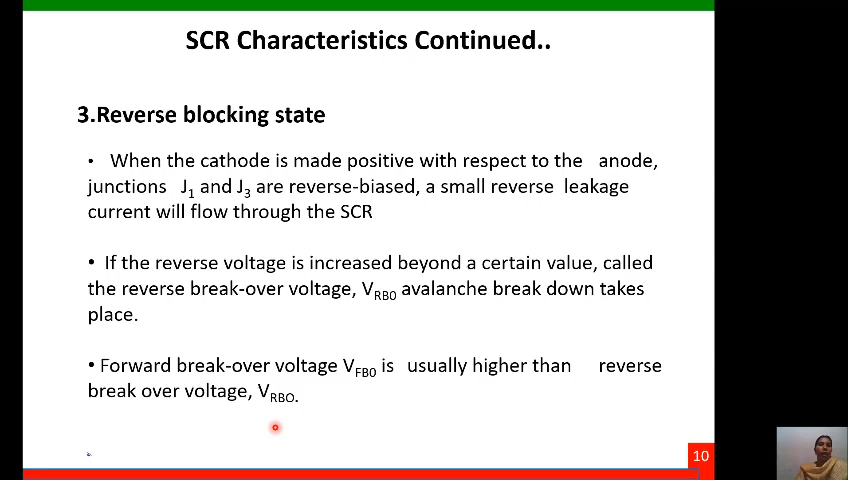 SCR Characteristics Continued..
3.Reverse blocking state
• When the cathode is made positive with respect to the anode,
junctions J1 and J3 are reverse-biased, a small reverse leakage
current will flow through the SCR
• If the reverse voltage is increased beyond a certain value, called
the reverse break-over voltage, VRB0 avalanche break down takes
place.
• Forward break-over voltage VFB0 is usually higher than reverse
break over voltage, VRBO.
10